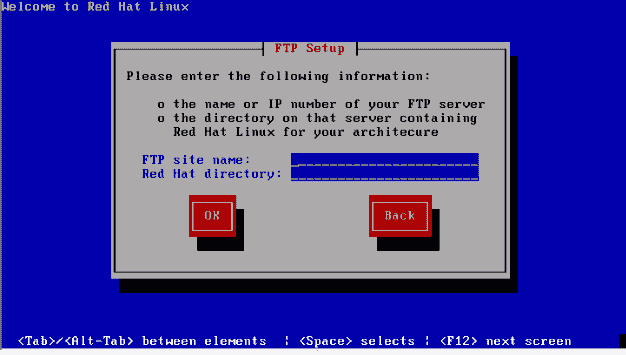 Welcome to Red Hat Linux
FTP Setup
Please enter the following information:
o the name or IP number of your FTP server
o the directory on that server containing
Red Hat Linux for your architecure
FTP site name:
Red Hat directory:
OK Back
<Tab>/<Alt-Tab> between elements | <Space> selects | <F12> next screen